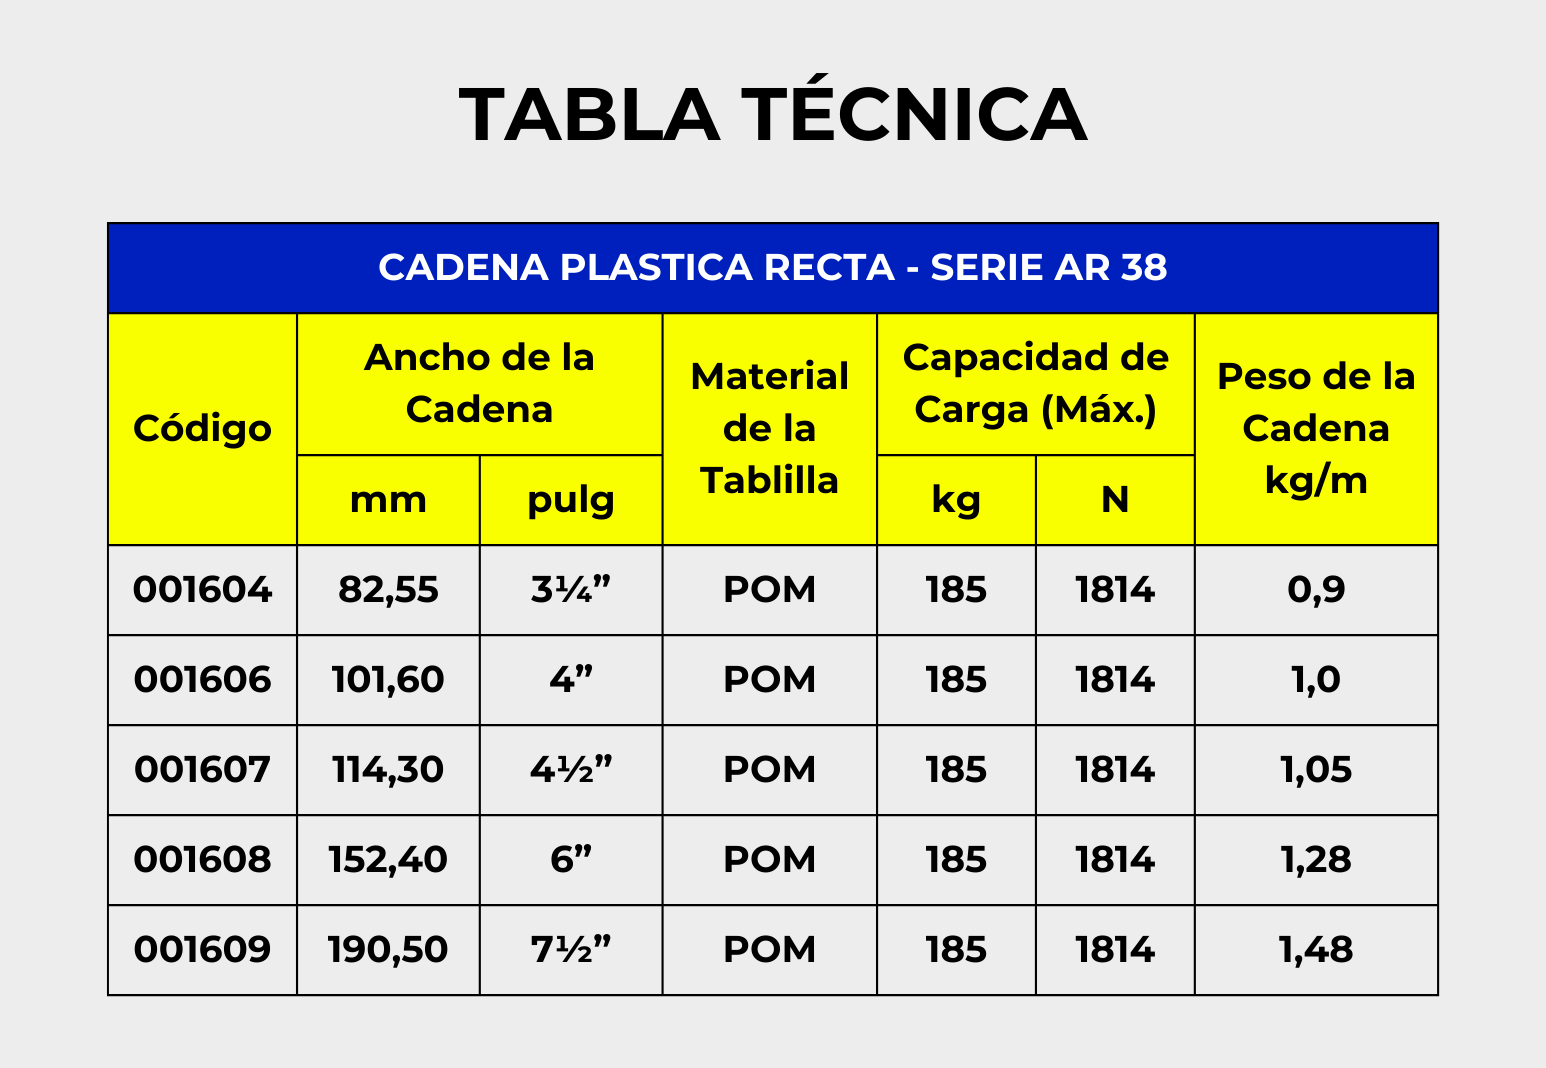 TABLA TÉCNICA
CADENA PLASTICA RECTA - SERIE AR 38
Código
Ancho de la
Cadena
mm
pulg
Material
de la
Tablilla
Capacidad de
Carga (Máx.)
kg
N
Peso de la
Cadena
kg/m
001604 82,55 3¼” POM 185 1814 0,9
001606 101,60 4” POM 185 1814 1,0
001607 114,30 4½” POM 185 1814 1,05
001608 152,40 6” POM 185 1814 1,28
001609 190,50 7½” POM 185 1814 1,48